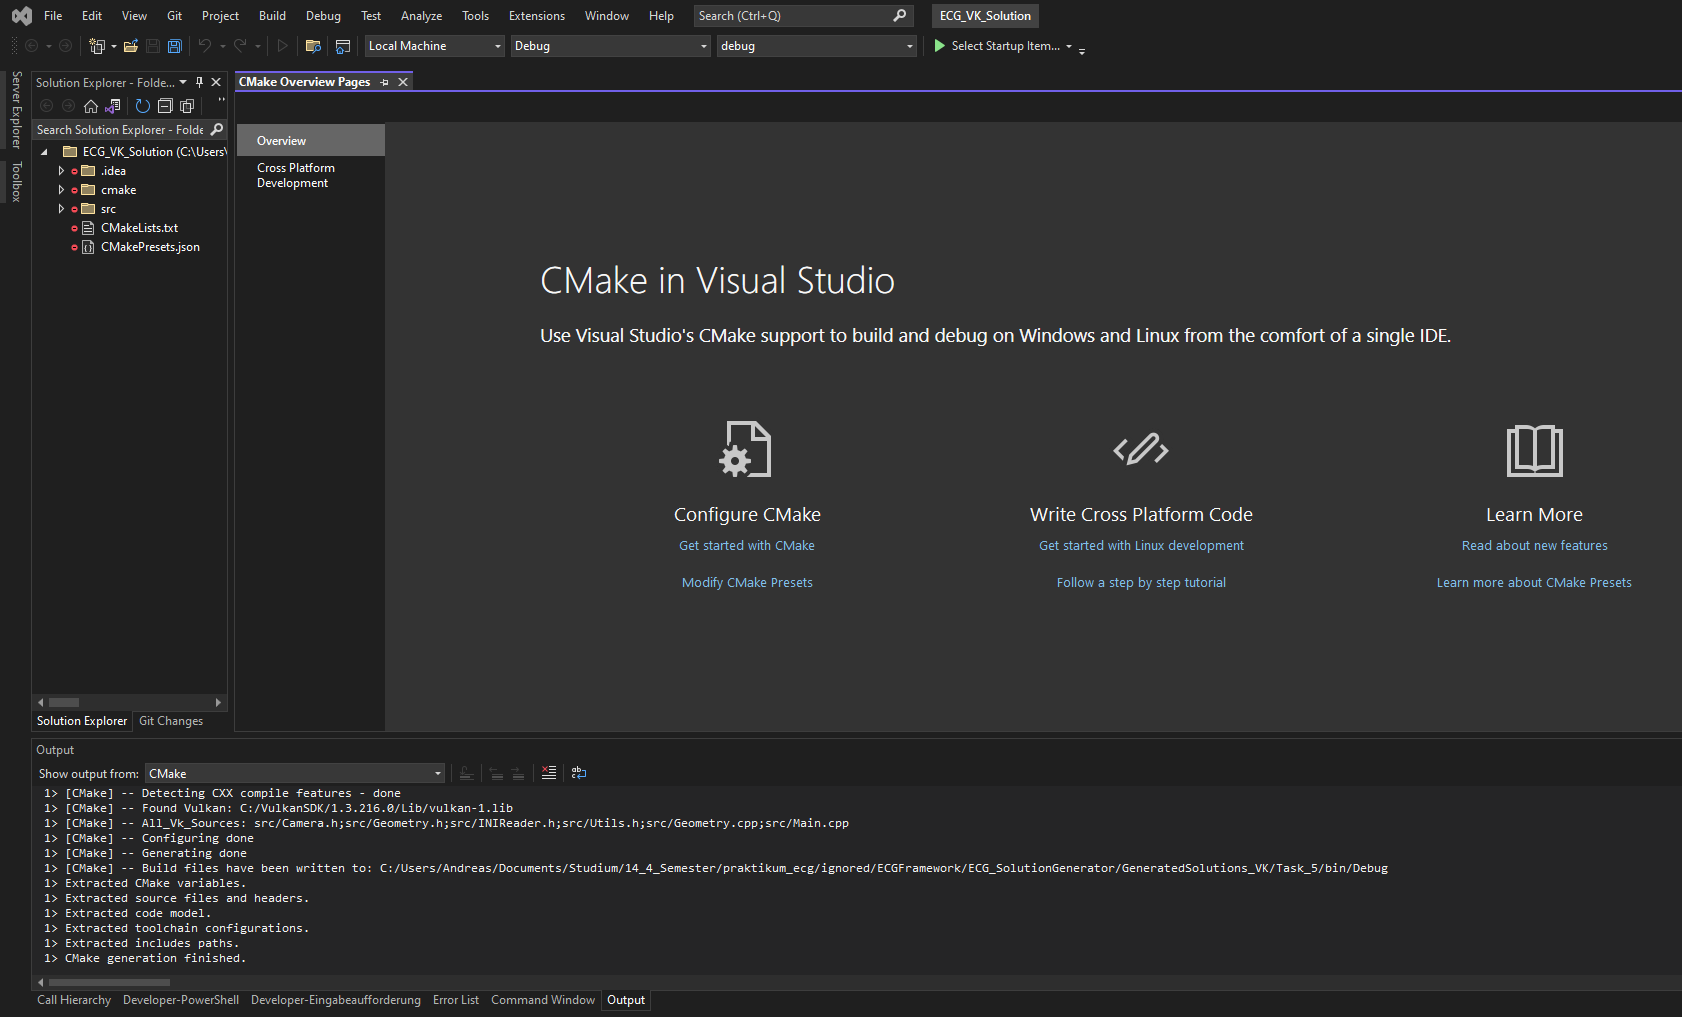 File Edit View Git Project Build Debug Test Analyze Tools Extensions Window Help Search (Ctrl+Q) ECG_VK_Solution
Local Machine Debug debug Select Startup Item...
Server Explorer
Toolbox
Solution Explorer - Folde...
Search Solution Explorer - Folde
ECG_VK_Solution (C:\Users\
.idea
cmake
src
CMakeLists.txt
CMakePresets.json
Solution Explorer Git Changes
CMake Overview Pages
Overview
Cross Platform
Development
CMake in Visual Studio
Use Visual Studio's CMake support to build and debug on Windows and Linux from the comfort of a single IDE.
Configure CMake
Get started with CMake
Modify CMake Presets
Write Cross Platform Code
Get started with Linux development
Follow a step by step tutorial
Learn More
Read about new features
Learn more about CMake Presets
Output
Show output from: CMake
1> [CMake] -- Detecting CXX compile features - done
1> [CMake] -- Found Vulkan: C:/VulkanSDK/1.3.216.0/Lib/vulkan-1.lib
1> [CMake] -- All_Vk_Sources: src/Camera.h;src/Geometry.h;src/INIReader.h;src/Utils.h;src/Geometry.cpp;src/Main.cpp
1> [CMake] -- Configuring done
1> [CMake] -- Generating done
1> [CMake] -- Build files have been written to: C:/Users/Andreas/Documents/Studium/14_4_Semester/praktikum_ecg/ignored/ECGFramework/ECG_SolutionGenerator/GeneratedSolutions_VK/Task_5/bin/Debug
1> Extracted CMake variables.
1> Extracted source files and headers.
1> Extracted code model.
1> Extracted toolchain configurations.
1> Extracted includes paths.
1> CMake generation finished.
Call Hierarchy Developer-PowerShell Developer-Eingabeaufforderung Error List Command Window Output